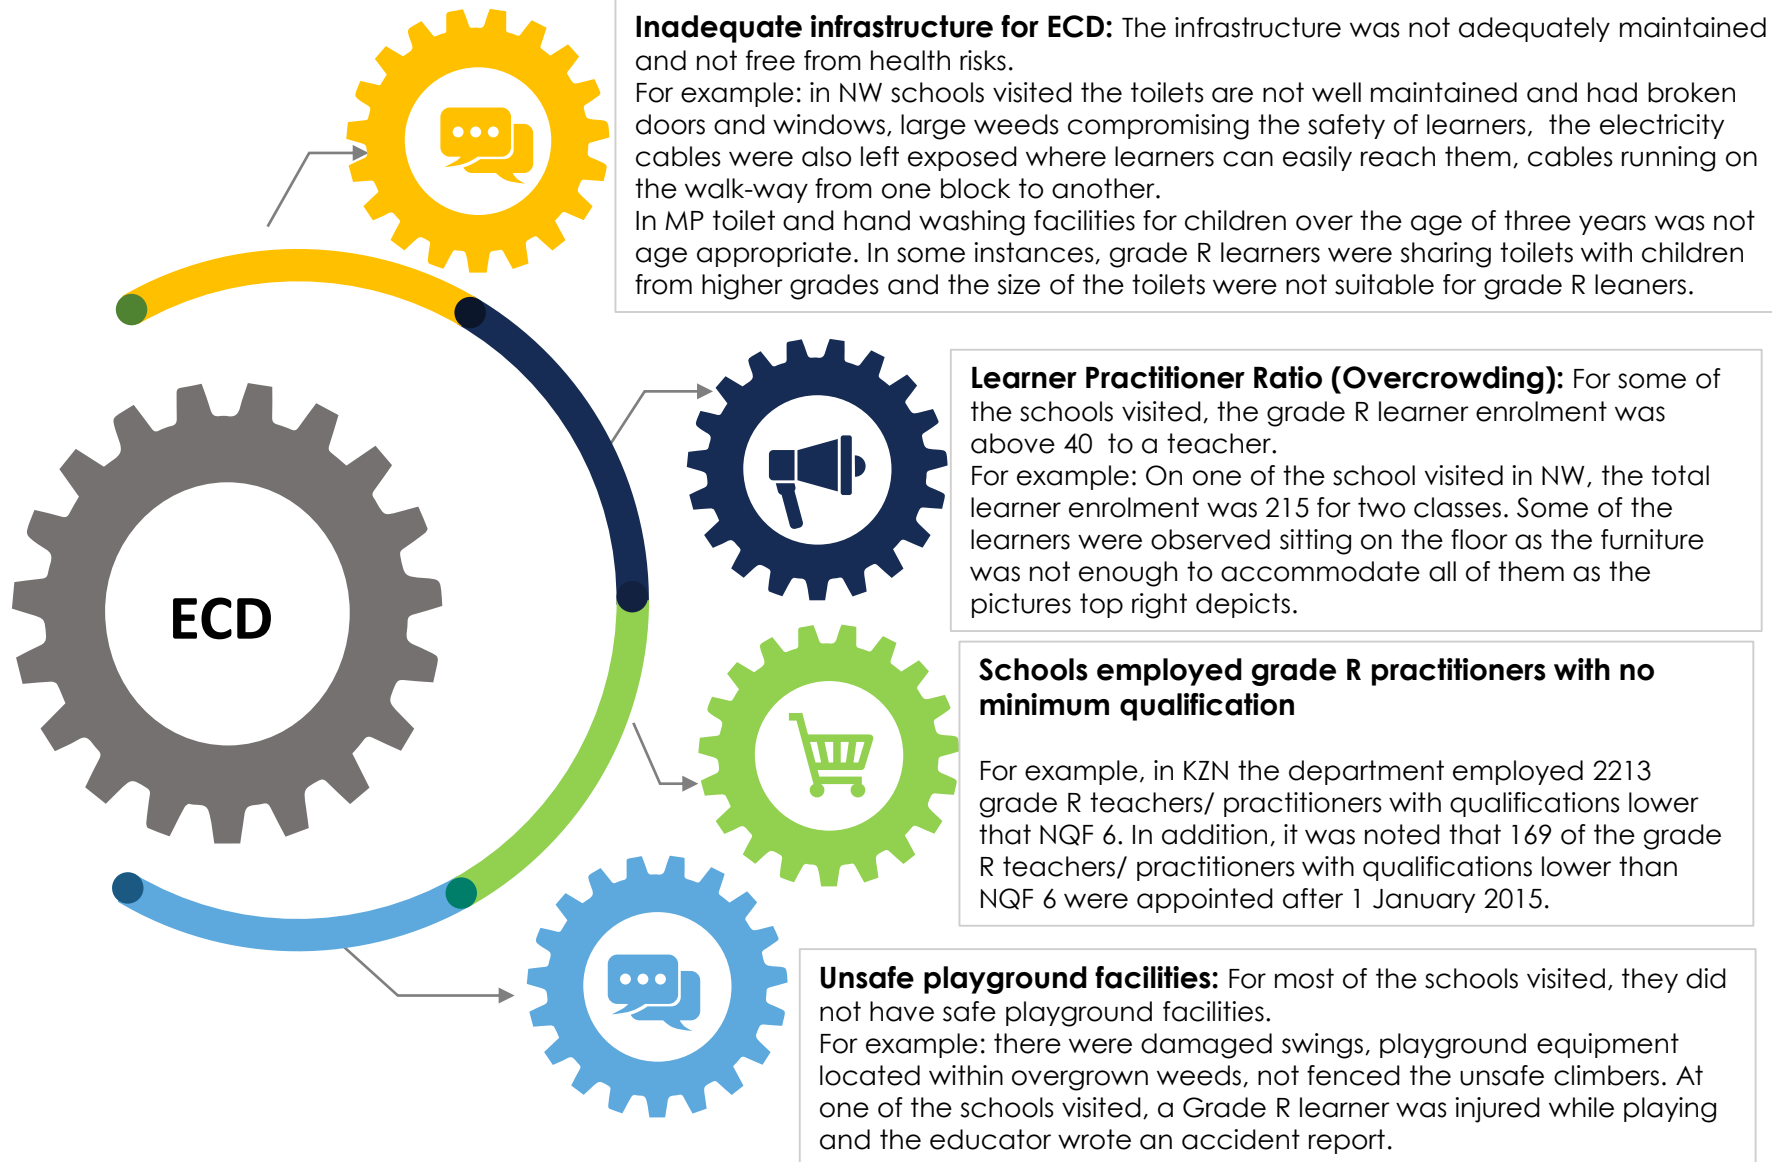 Inadequate infrastructure for ECD: The infrastructure was not adequately maintained
and not free from health risks.
For example: in NW schools visited the toilets are not well maintained and had broken
doors and windows, large weeds compromising the safety of learners, the electricity
cables were also left exposed where learners can easily reach them, cables running on
the walk-way from one block to another.
In MP toilet and hand washing facilities for children over the age of three years was not
age appropriate. In some instances, grade R learners were sharing toilets with children
from higher grades and the size of the toilets were not suitable for grade R leaners.
Learner Practitioner Ratio (Overcrowding): For some of
the schools visited, the grade R learner enrolment was
above 40 to a teacher.
For example: On one of the school visited in NW, the total
learner enrolment was 215 for two classes. Some of the
learners were observed sitting on the floor as the furniture
was not enough to accommodate all of them as the
pictures top right depicts.
ECD
Schools employed grade R practitioners with no
minimum qualification
For example, in KZN the department employed 2213
grade R teachers/ practitioners with qualifications lower
that NQF 6. In addition, it was noted that 169 of the grade
R teachers/ practitioners with qualifications lower than
NQF 6 were appointed after 1 January 2015.
Unsafe playground facilities: For most of the schools visited, they did
not have safe playground facilities.
For example: there were damaged swings, playground equipment
located within overgrown weeds, not fenced the unsafe climbers. At
one of the schools visited, a Grade R learner was injured while playing
and the educator wrote an accident report.